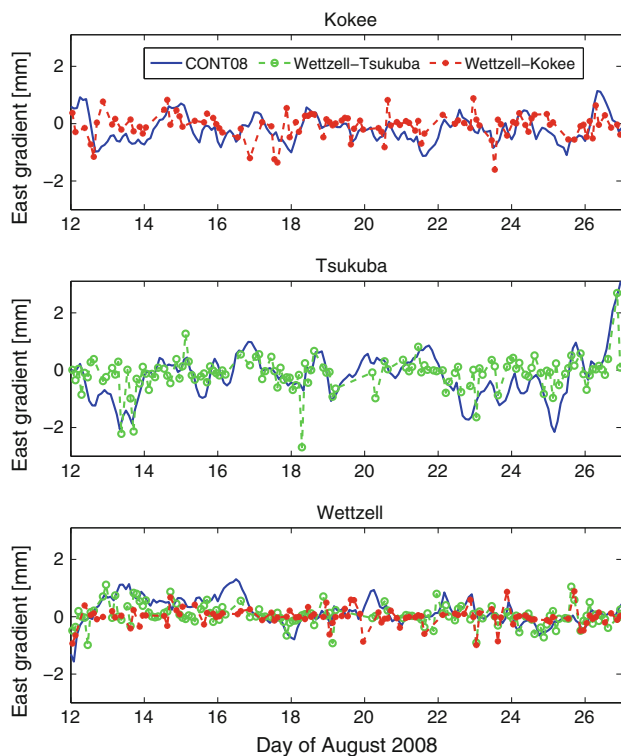 Kokee
CONT08 Wettzell-Tsukuba Wettzell-Kokee
East gradient [mm]
2
0
−2
12 14 16 18 20 22 24 26
Tsukuba
East gradient [mm]
2
0
−2
12 14 16 18 20 22 24 26
Wettzell
East gradient [mm]
2
0
−2
12 14 16 18 20 22 24 26
Day of August 2008